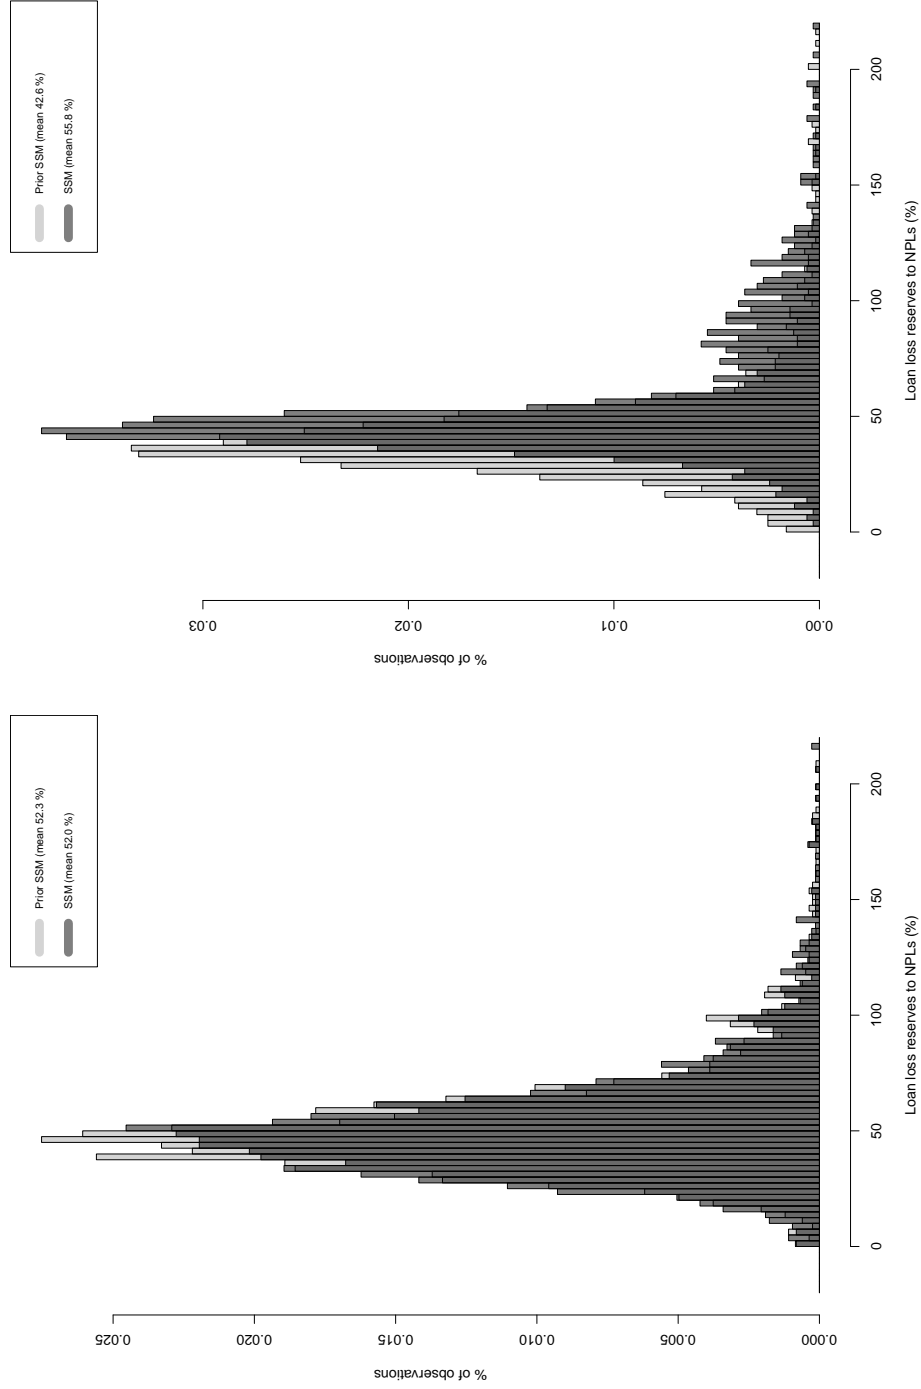 Prior SSM (mean 42.6 %)
SSM (mean 55.8 %)
0
50
100
150
200
Loan loss reserves to NPLs (%)
0.00
0.01
0.02
0.03
% of observations
Prior SSM (mean 52.3 %)
SSM (mean 52.0 %)
0
50
100
150
200
Loan loss reserves to NPLs (%)
0.000
0.005
0.010
0.015
0.020
0.025
% of observations